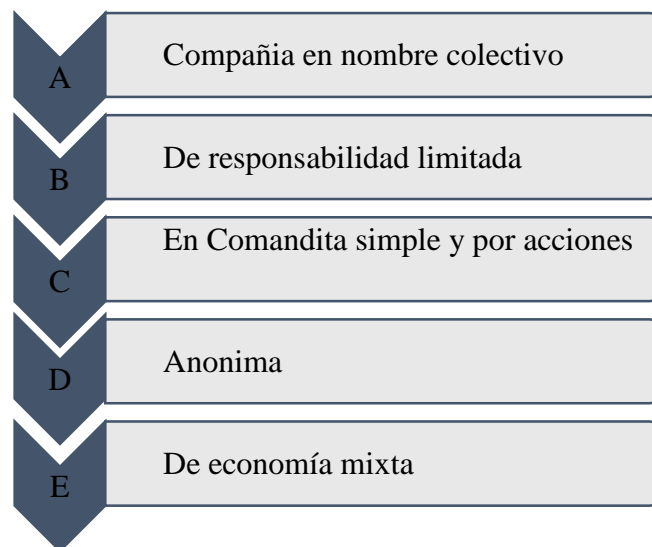 A
Compañia en nombre colectivo
B
De responsabilidad limitada
C
En Comandita simple y por acciones
D
Anonima
E
De economía mixta